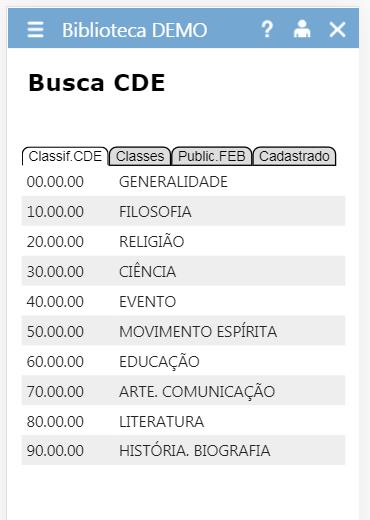 Biblioteca DEMO ?
Busca CDE
Classif.CDE Classes Public.FEB Cadastrado
00.00.00 GENERALIDADE
10.00.00 FILOSOFIA
20.00.00 RELIGIÃO
30.00.00 CIÊNCIA
40.00.00 EVENTO
50.00.00 MOVIMENTO ESPÍRITA
60.00.00 EDUCAÇÃO
70.00.00 ARTE. COMUNICAÇÃO
80.00.00 LITERATURA
90.00.00 HISTÓRIA. BIOGRAFIA